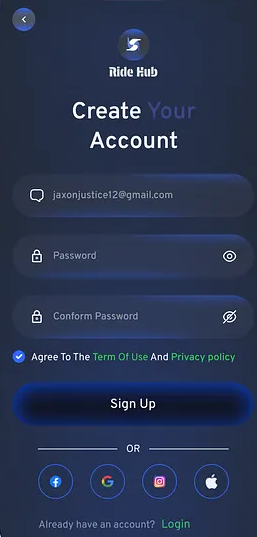 Ride Hub
Create Your
Account
jaxonjustice12@gmail.com
Password
Conform Password
Agree To The Term Of Use And Privacy policy
Sign Up
OR
Already have an account? Login